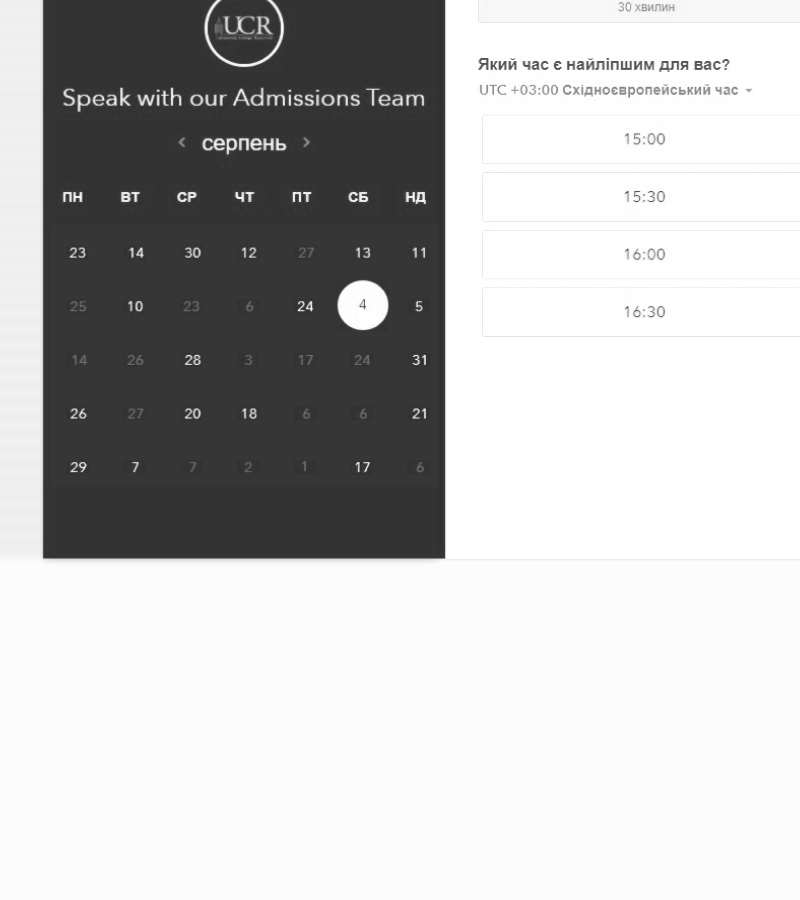 UCR
Speak with our Admissions Team
серпень
ПН ВТ СР ЧТ ПТ СБ НД
23 14 30 12 27 13 11
25 10 23 6 24 4 5
14 26 28 3 17 24 31
26 27 20 18 6 6 21
29 7 7 2 1 17 6
30 хвилин
Який час є найліпшим для вас?
UTC +03:00 Східноєвропейський час
15:00
15:30
16:00
16:30